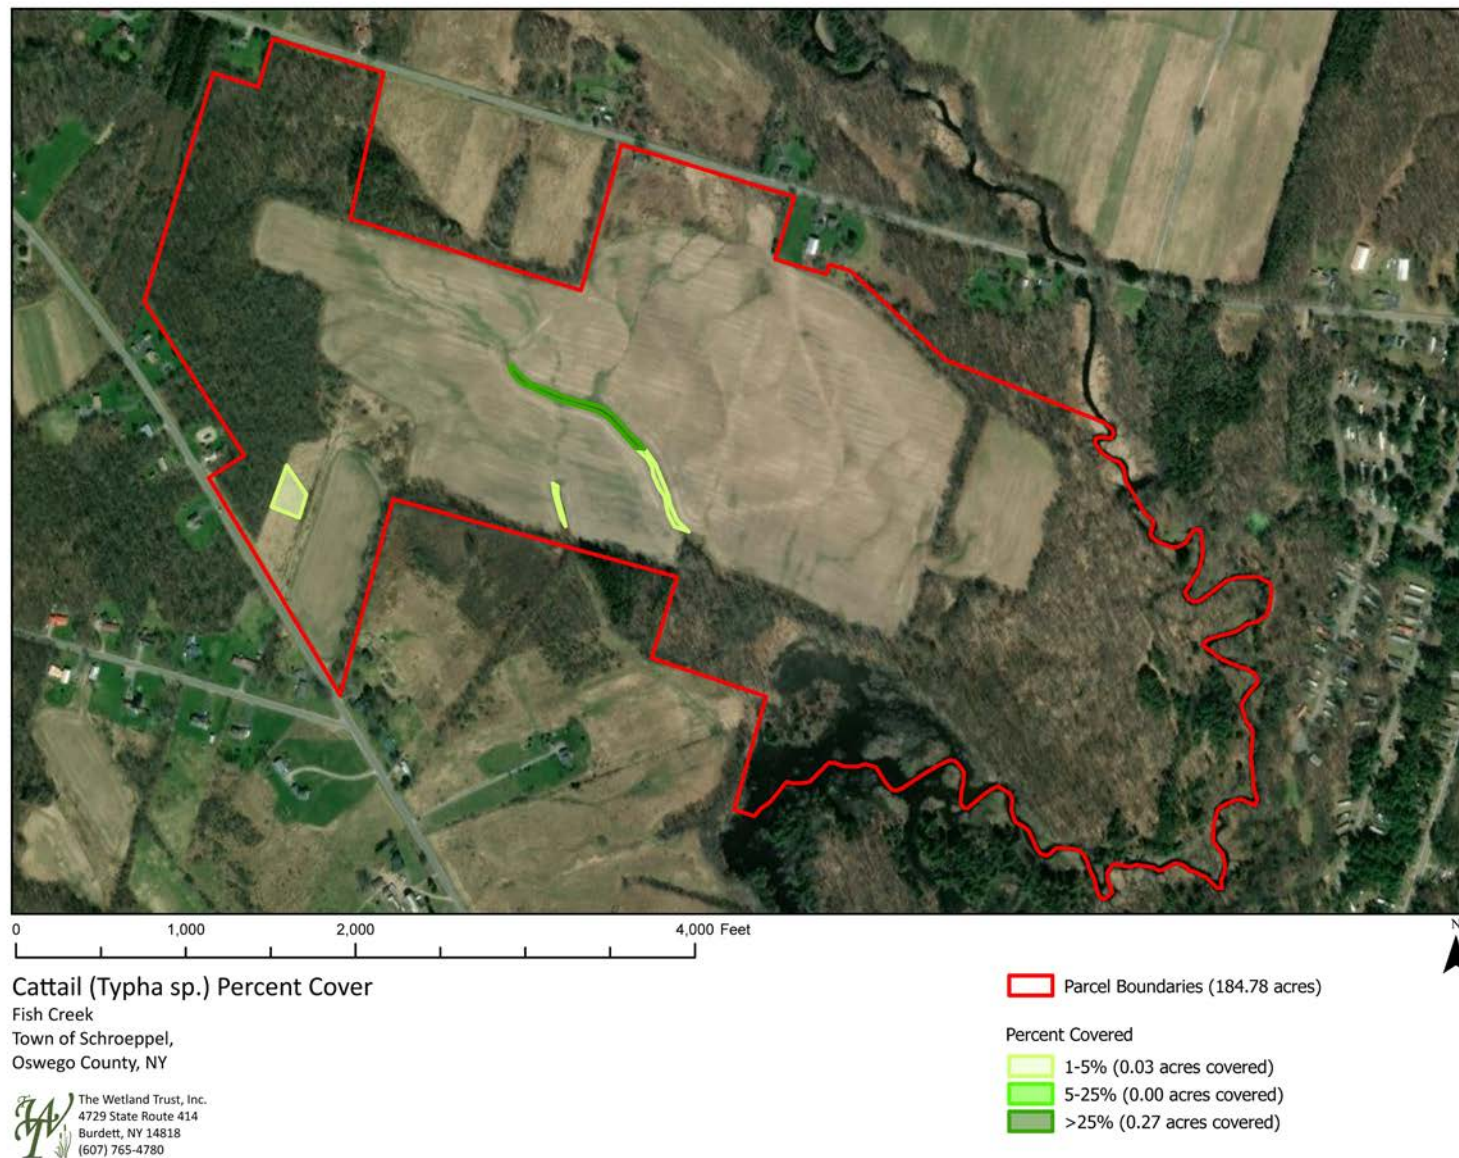 0 1,000 2,000 4,000 Feet
N
Cattail (Typha sp.) Percent Cover
Fish Creek
Town of Schroeppel,
Oswego County, NY
The Wetland Trust, Inc.
4729 State Route 414
Burdett, NY 14818
(607) 765-4780
Parcel Boundaries (184.78 acres)
Percent Covered
1-5% (0.03 acres covered)
5-25% (0.00 acres covered)
>25% (0.27 acres covered)